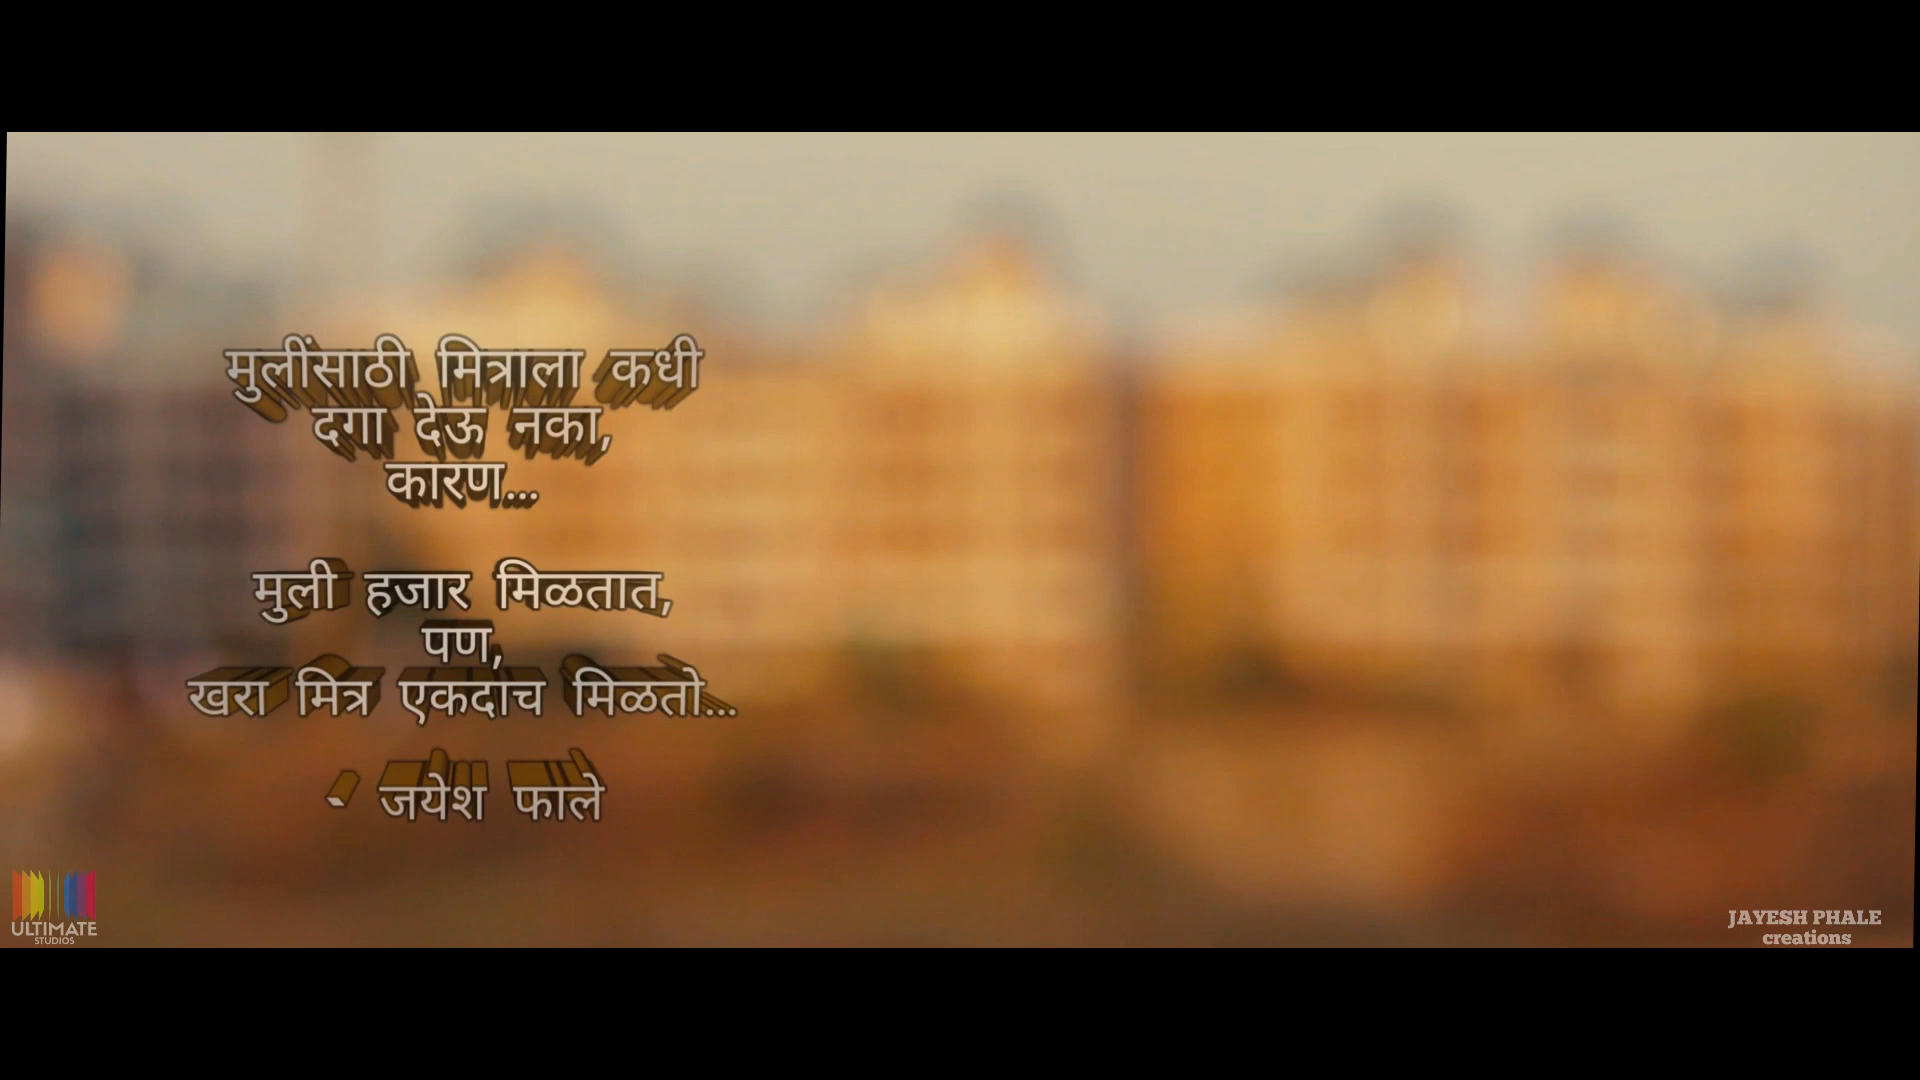 मुलींसाठी मित्राला कधी
दगा देऊ नका,
कारण...
मुली हजार मिळतात,
पण,
खरा मित्र एकदाच मिळतो...
- जयेश फाले
ULTIMATE
STUDIOS
JAYESH PHALE
creations